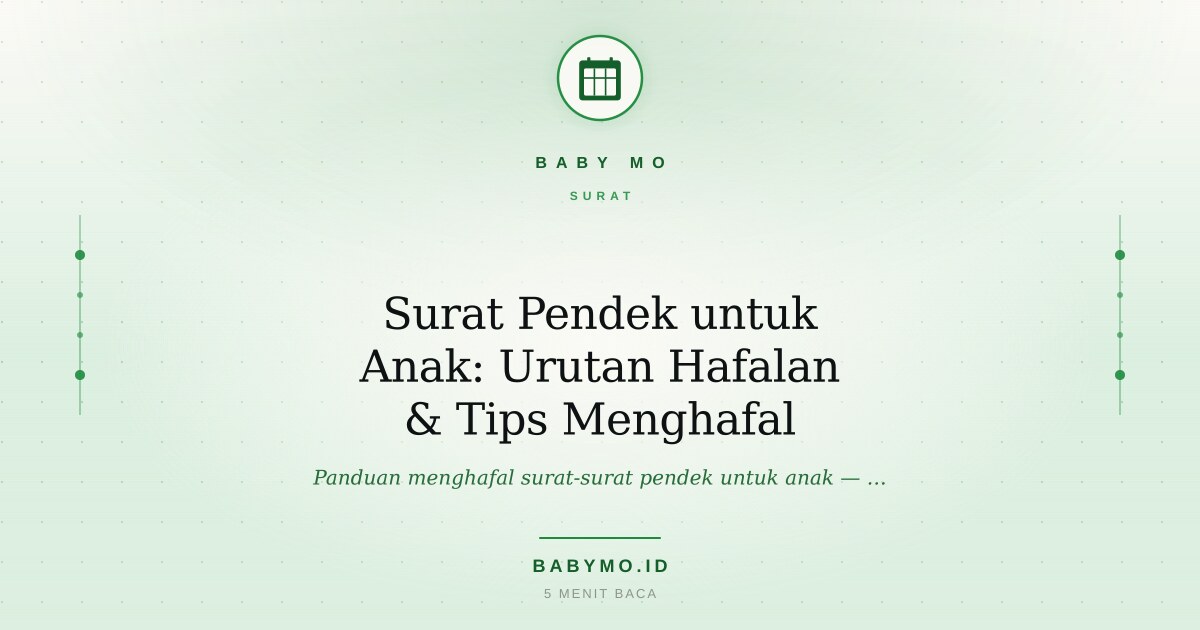 BABY MO
SURAT
Surat Pendek untuk
Anak: Urutan Hafalan
& Tips Menghafal
Panduan menghafal surat-surat pendek untuk anak — ...
BABYMO.ID
5 MENIT BACA